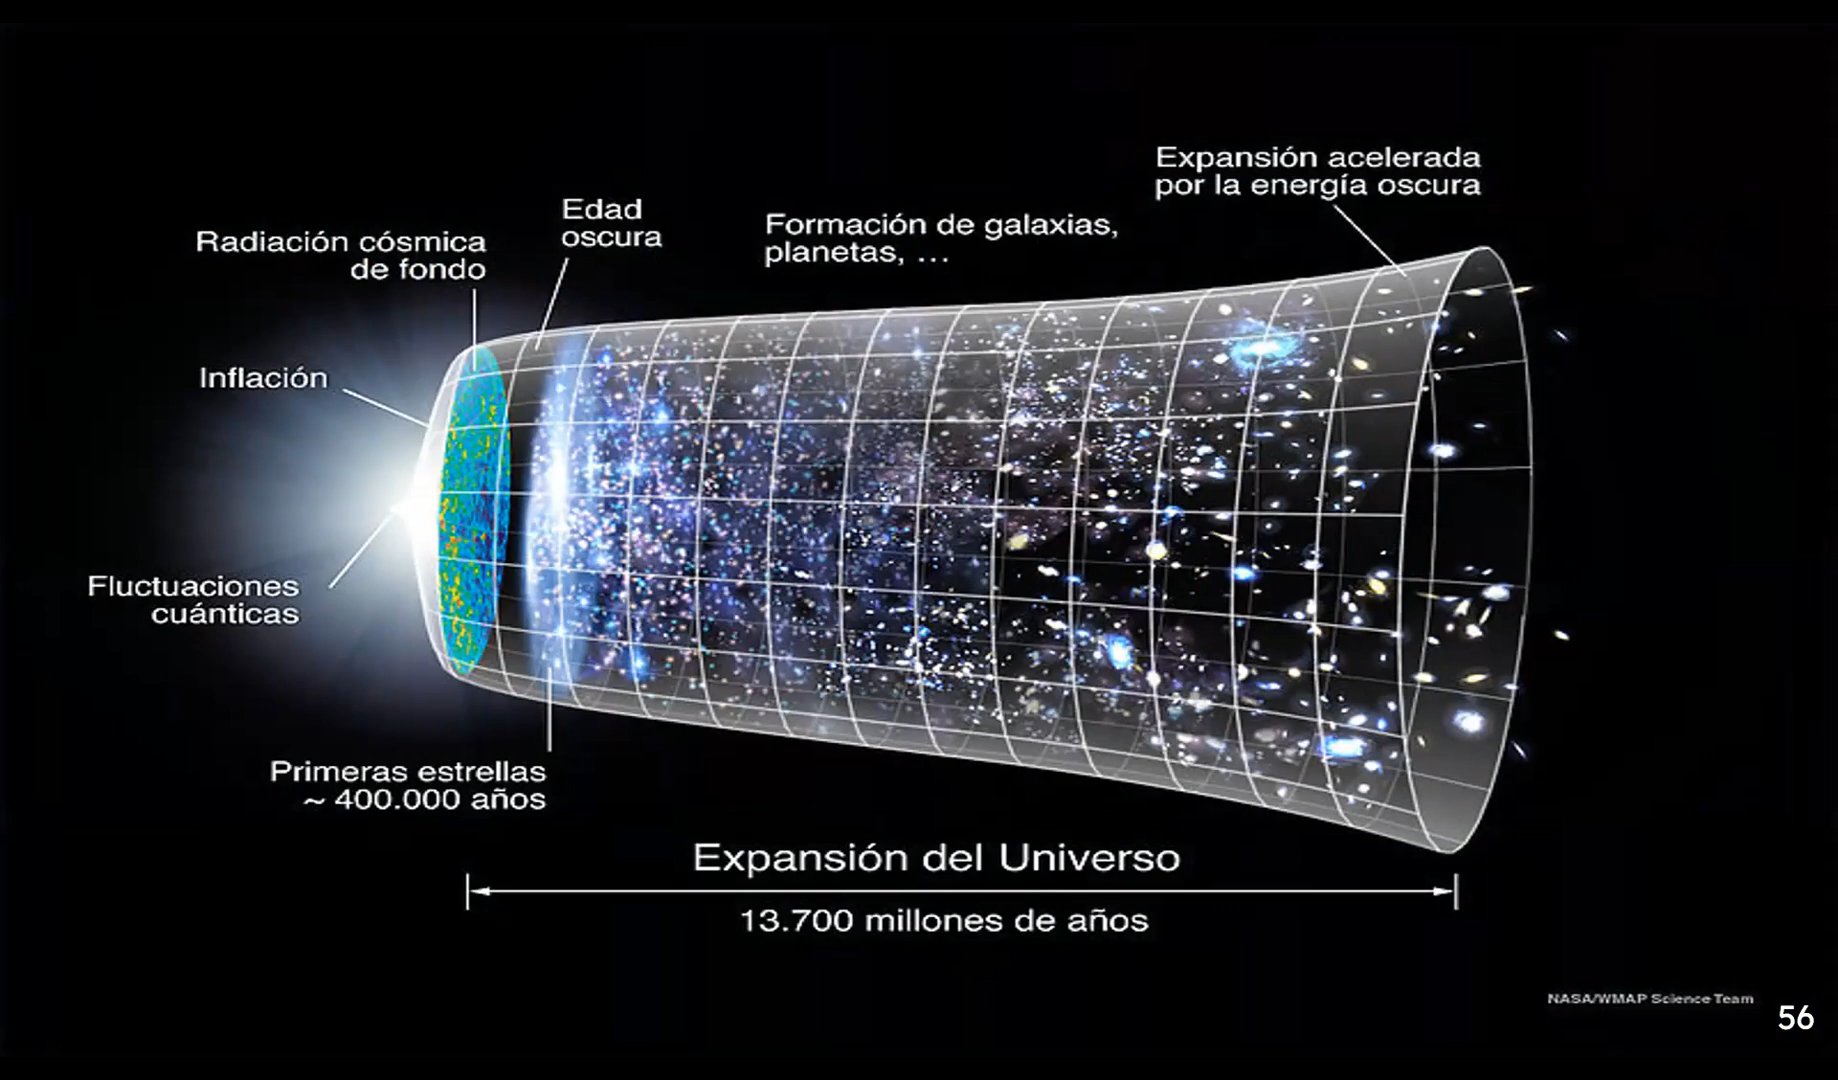 Expansión acelerada
por la energía oscura
Edad
oscura
Formación de galaxias,
planetas, ...
Radiación cósmica
de fondo
Inflación
Fluctuaciones
cuánticas
Primeras estrellas
~ 400.000 años
Expansión del Universo
13.700 millones de años
NASA/WMAP Science Team
56